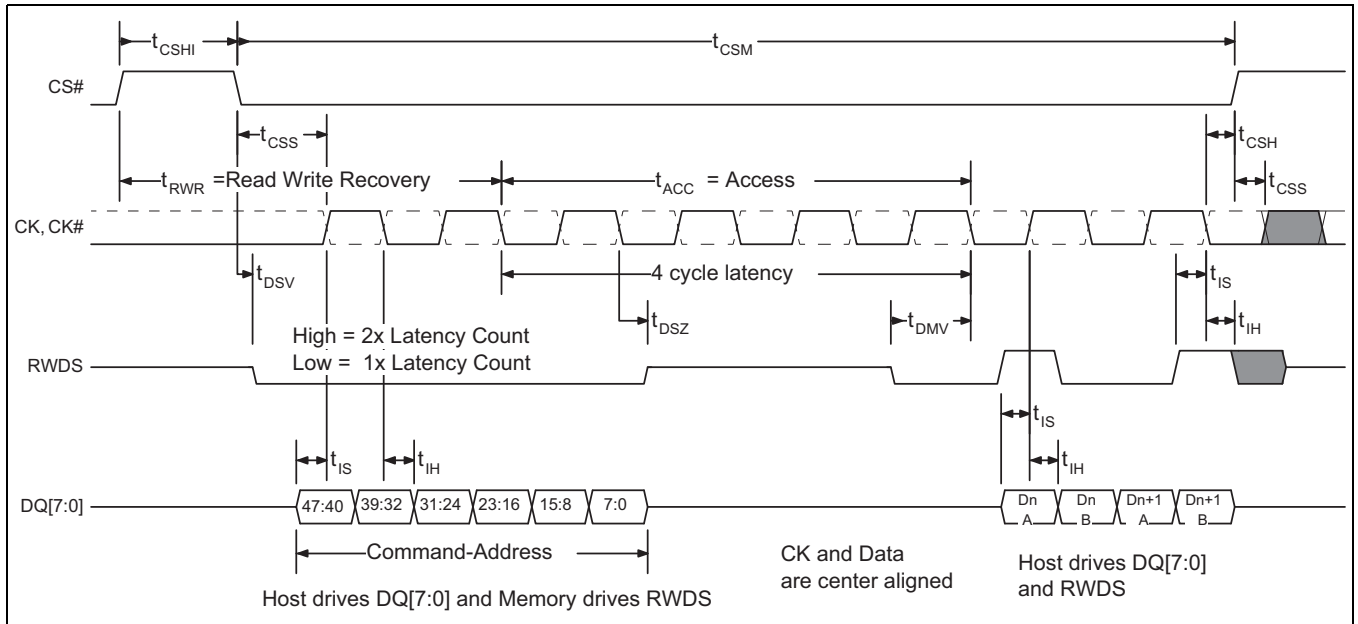 tCSHI
tCSM
CS#
tCSS
tCSH
tRWR =Read Write Recovery
tACC = Access
tCSS
CK, CK#
tDSV
4 cycle latency
tIS
High = 2x Latency Count
Low = 1x Latency Count
tDSZ
tDMV
tIH
RWDS
tIS
tIH
tIS
tIH
DQ[7:0]
47:40
39:32
31:24
23:16
15:8
7:0
Dn
A
Dn
B
Dn+1
A
Dn+1
B
Command-Address
CK and Data
are center aligned
Host drives DQ[7:0]
and RWDS
Host drives DQ[7:0] and Memory drives RWDS